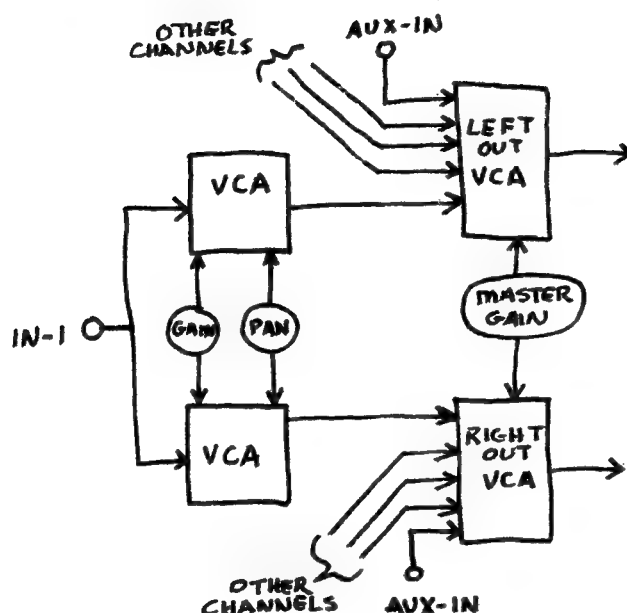 OTHER
CHANNELS
AUX-IN
LEFT
OUT
VCA
VCA
GAIN
PAN
MASTER
GAIN
IN-1
VCA
RIGHT
OUT
VCA
OTHER
CHANNELS
AUX-IN